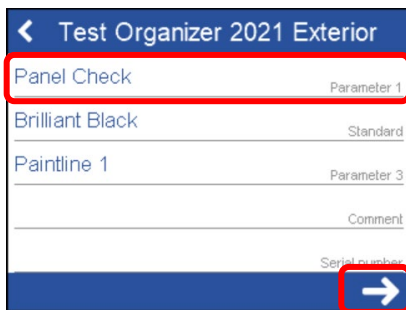 Test Organizer 2021 Exterior
Panel Check
Parameter 1
Brilliant Black
Standard
Paintline 1
Parameter 3
Comment
Serial number